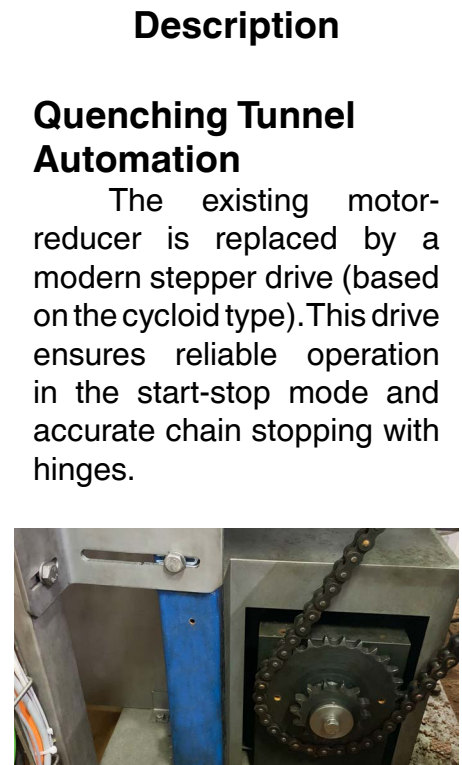 Description
Quenching Tunnel
Automation
The existing motor-
reducer is replaced by a
modern stepper drive (based
on the cycloid type). This drive
ensures reliable operation
in the start-stop mode and
accurate chain stopping with
hinges.